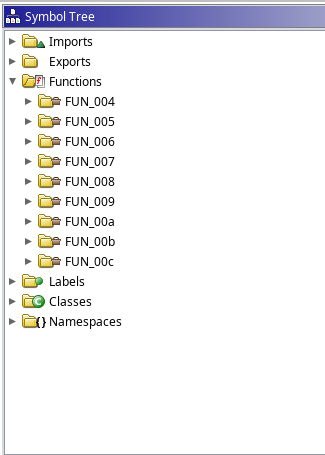 Symbol Tree
Imports
Exports
Functions
FUN_004
FUN_005
FUN_006
FUN_007
FUN_008
FUN_009
FUN_00a
FUN_00b
FUN_00c
Labels
Classes
Namespaces